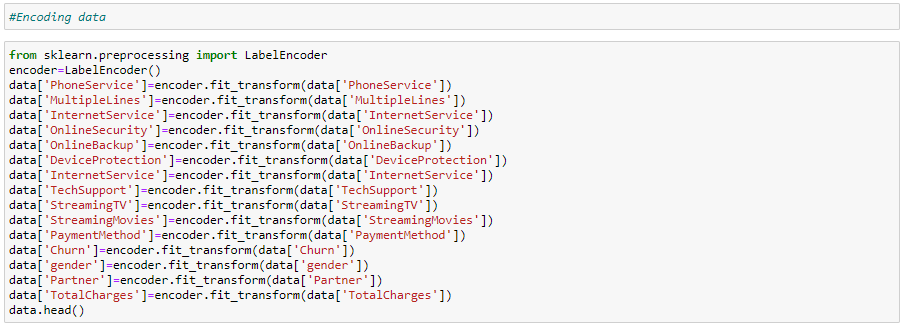 #Encoding data
from sklearn.preprocessing import LabelEncoder
encoder=LabelEncoder()
data['PhoneService']=encoder.fit_transform(data['PhoneService'])
data['MultipleLines']=encoder.fit_transform(data['MultipleLines'])
data['InternetService']=encoder.fit_transform(data['InternetService'])
data['OnlineSecurity']=encoder.fit_transform(data['OnlineSecurity'])
data['OnlineBackup']=encoder.fit_transform(data['OnlineBackup'])
data['DeviceProtection']=encoder.fit_transform(data['DeviceProtection'])
data['InternetService']=encoder.fit_transform(data['InternetService'])
data['TechSupport']=encoder.fit_transform(data['TechSupport'])
data['StreamingTV']=encoder.fit_transform(data['StreamingTV'])
data['StreamingMovies']=encoder.fit_transform(data['StreamingMovies'])
data['PaymentMethod']=encoder.fit_transform(data['PaymentMethod'])
data['Churn']=encoder.fit_transform(data['Churn'])
data['gender']=encoder.fit_transform(data['gender'])
data['Partner']=encoder.fit_transform(data['Partner'])
data['TotalCharges']=encoder.fit_transform(data['TotalCharges'])
data.head()